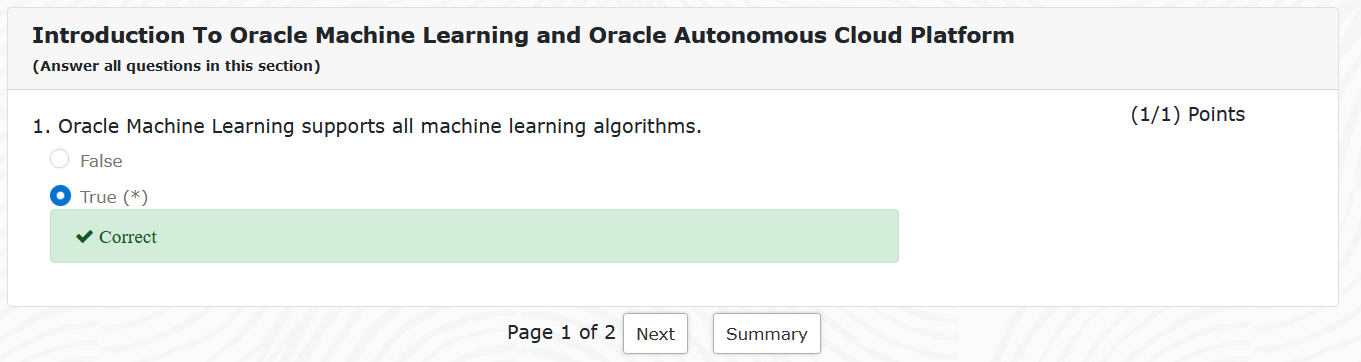 Introduction To Oracle Machine Learning and Oracle Autonomous Cloud Platform
(Answer all questions in this section)
(1/1) Points
1. Oracle Machine Learning supports all machine learning algorithms.
False
True (*)
✔ Correct
Page 1 of 2 Next Summary